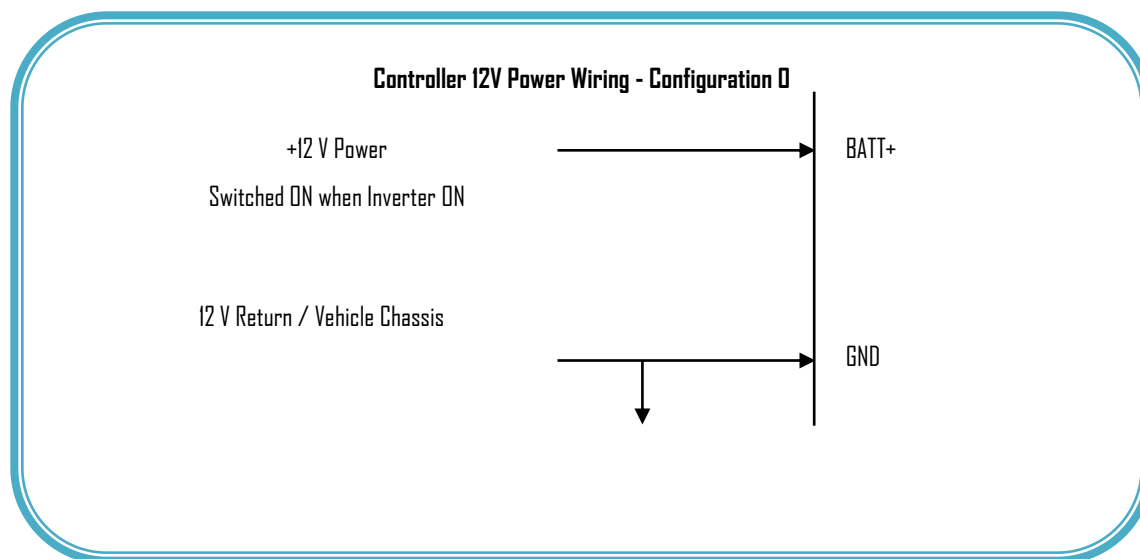 Controller 12V Power Wiring - Configuration 0
+12 V Power
BATT+
Switched ON when Inverter ON
12 V Return / Vehicle Chassis
GND